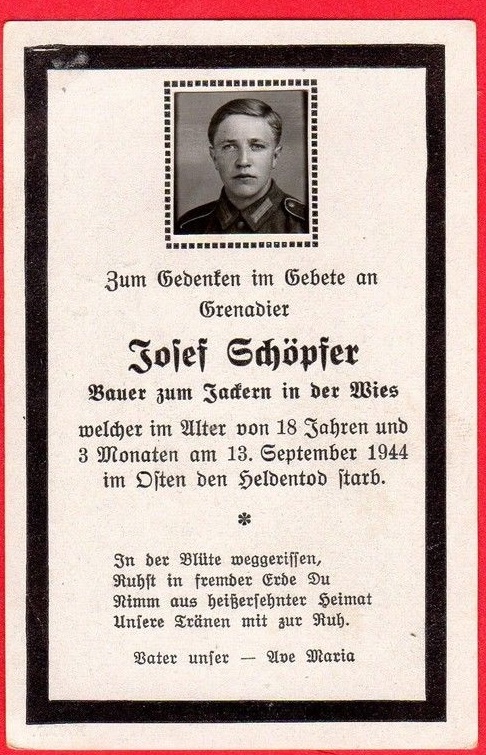 Zum Gedenken im Gebete an
Grenadier
Josef Schöpfer
Bauer zum Jackern in der Wies
welcher im Alter von 18 Jahren und
3 Monaten am 13. September 1944
im Osten den Heldentod starb.
*
In der Blüte weggerissen,
Ruhst in fremder Erde Du
Nimm aus heißersehnter Heimat
Unsere Tränen mit zur Ruh.
Vater unser — Ave Maria